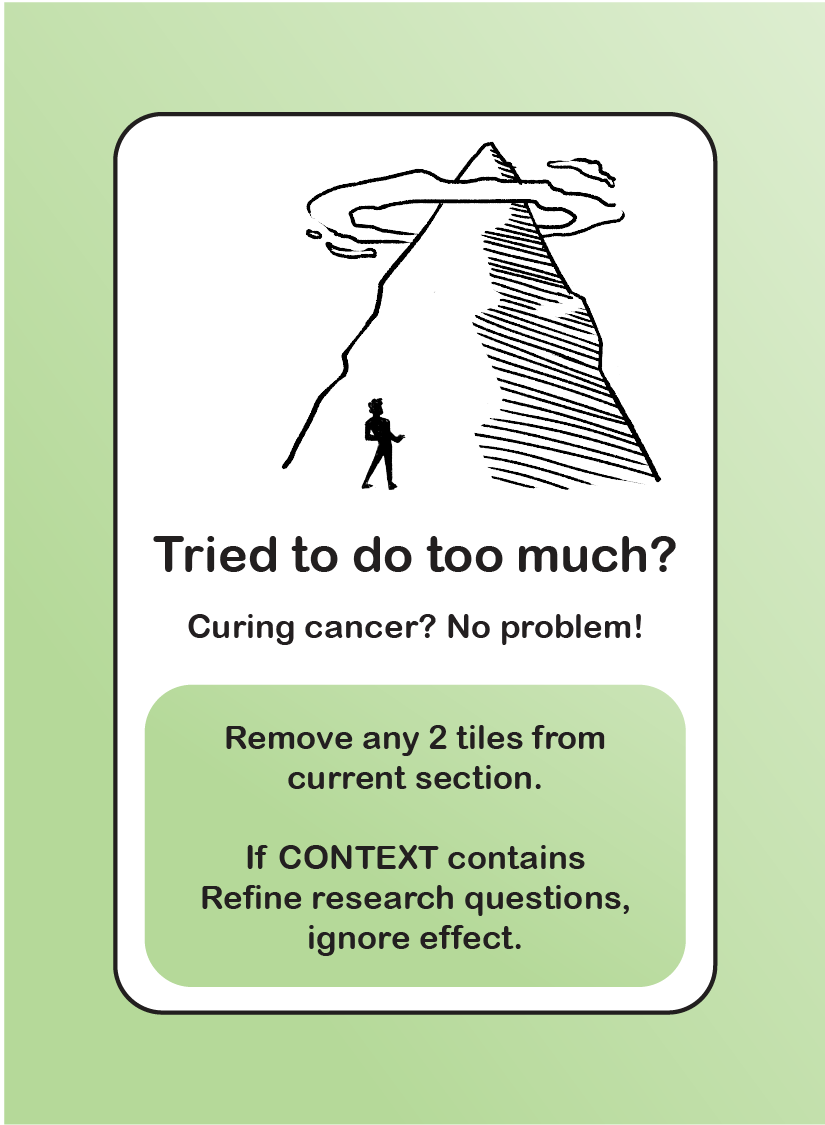 Tried to do too much?
Curing cancer? No problem!
Remove any 2 tiles from
current section.
If CONTEXT contains
Refine research questions,
ignore effect.